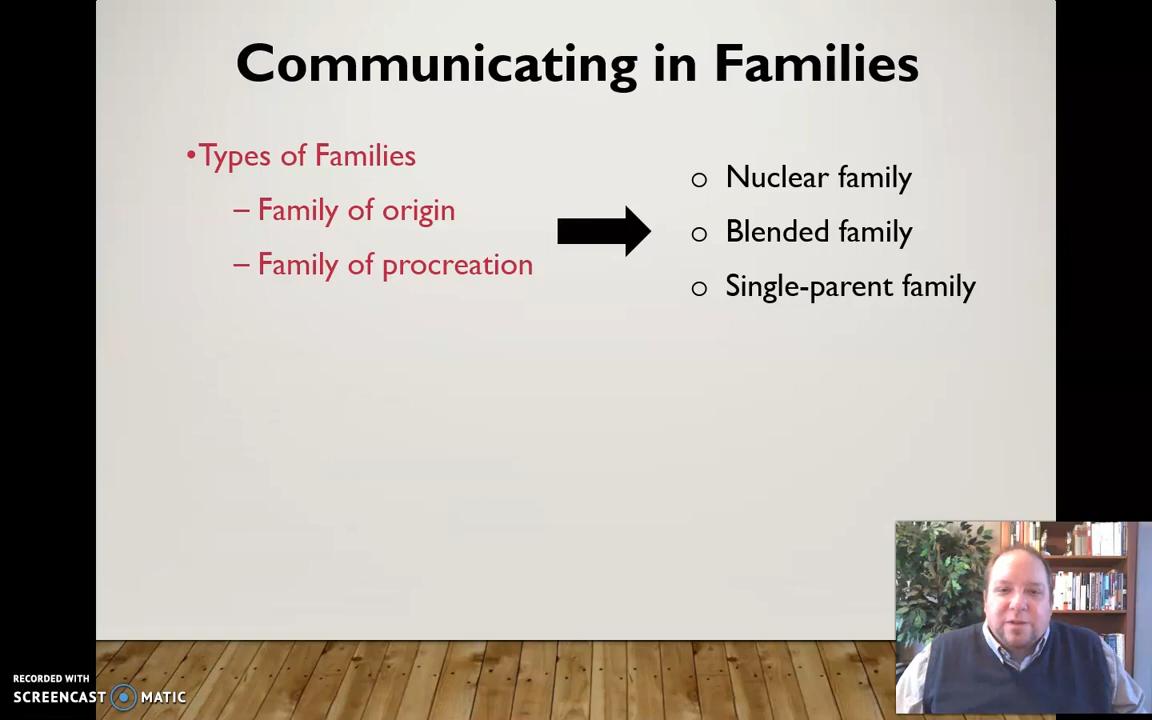 Communicating in Families
•Types of Families
– Family of origin
– Family of procreation
o Nuclear family
o Blended family
o Single-parent family
RECORDED WITH
SCREENCAST MATIC